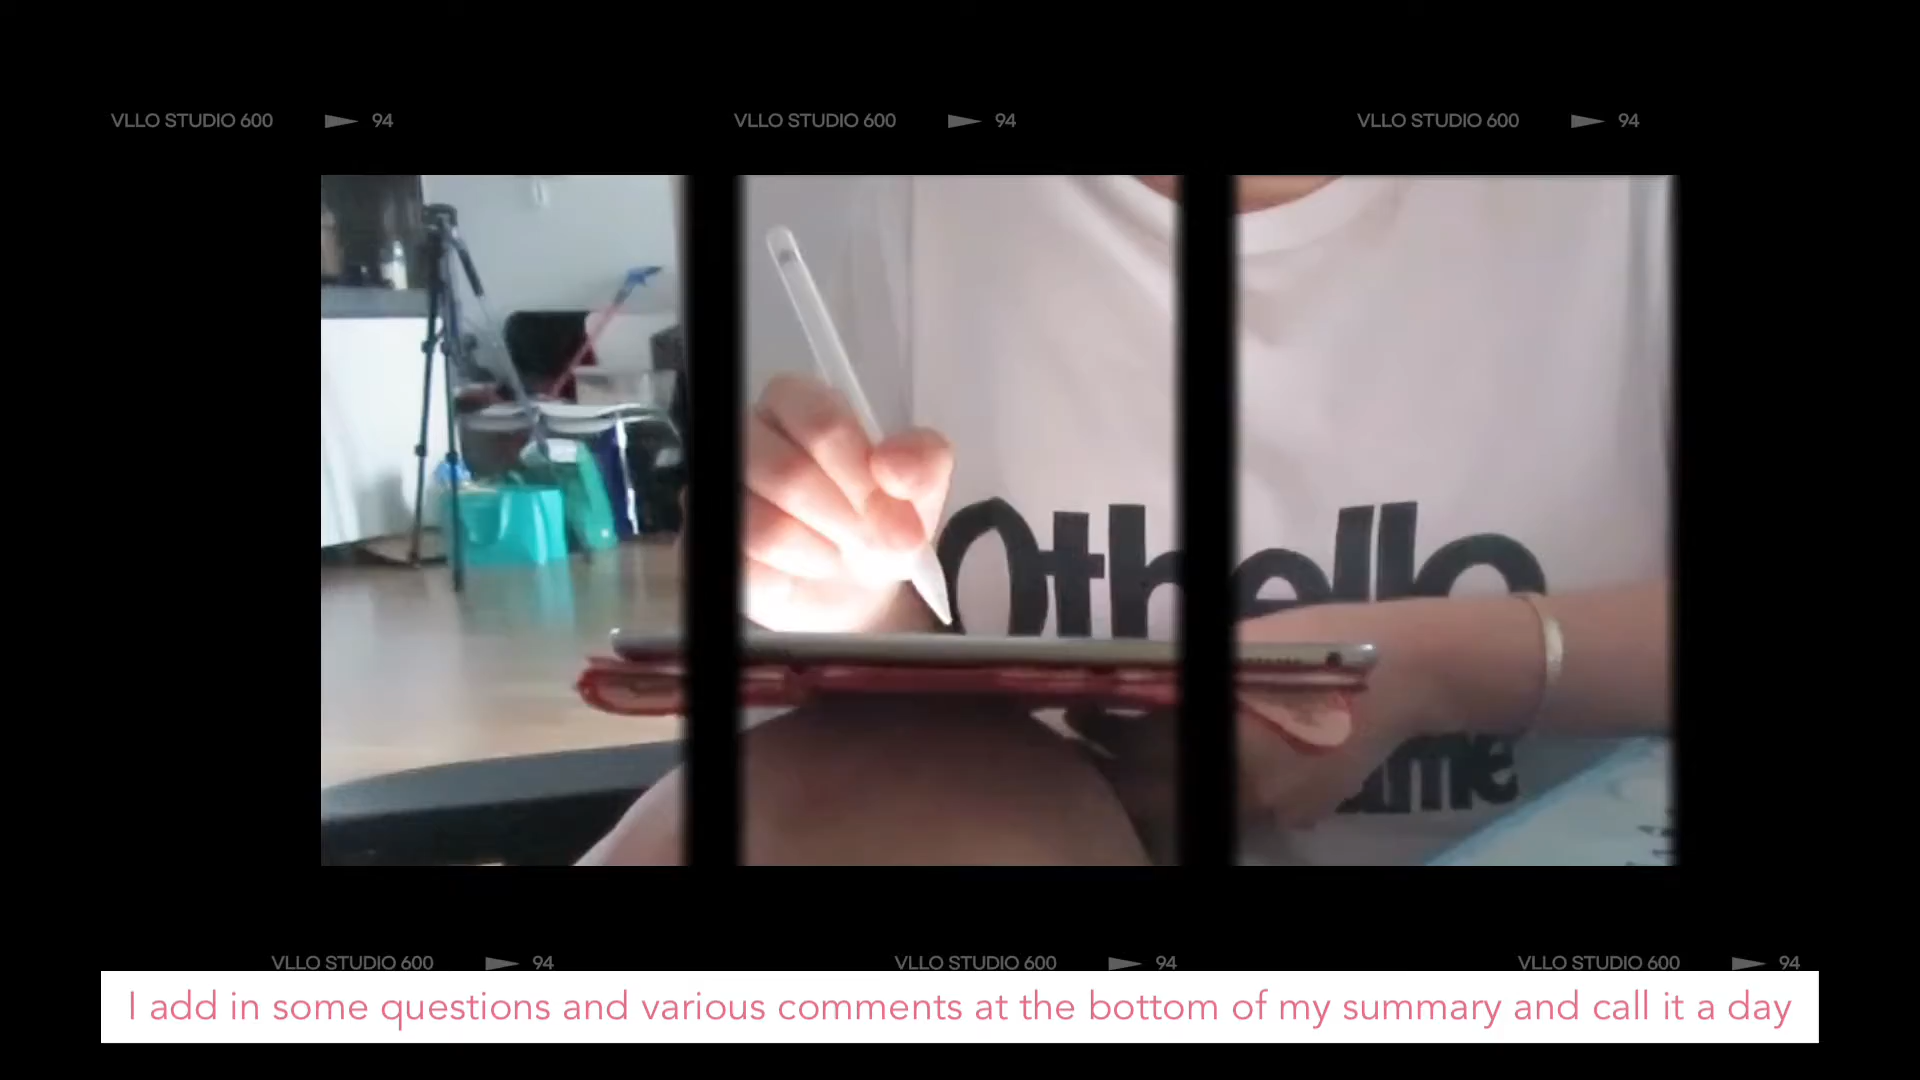 VLLO STUDIO 600 94 VLLO STUDIO 600 94 VLLO STUDIO 600 94
Othello
ame
VLLO STUDIO 600 94 VLLO STUDIO 600 94 VLLO STUDIO 600 94
I add in some questions and various comments at the bottom of my summary and call it a day